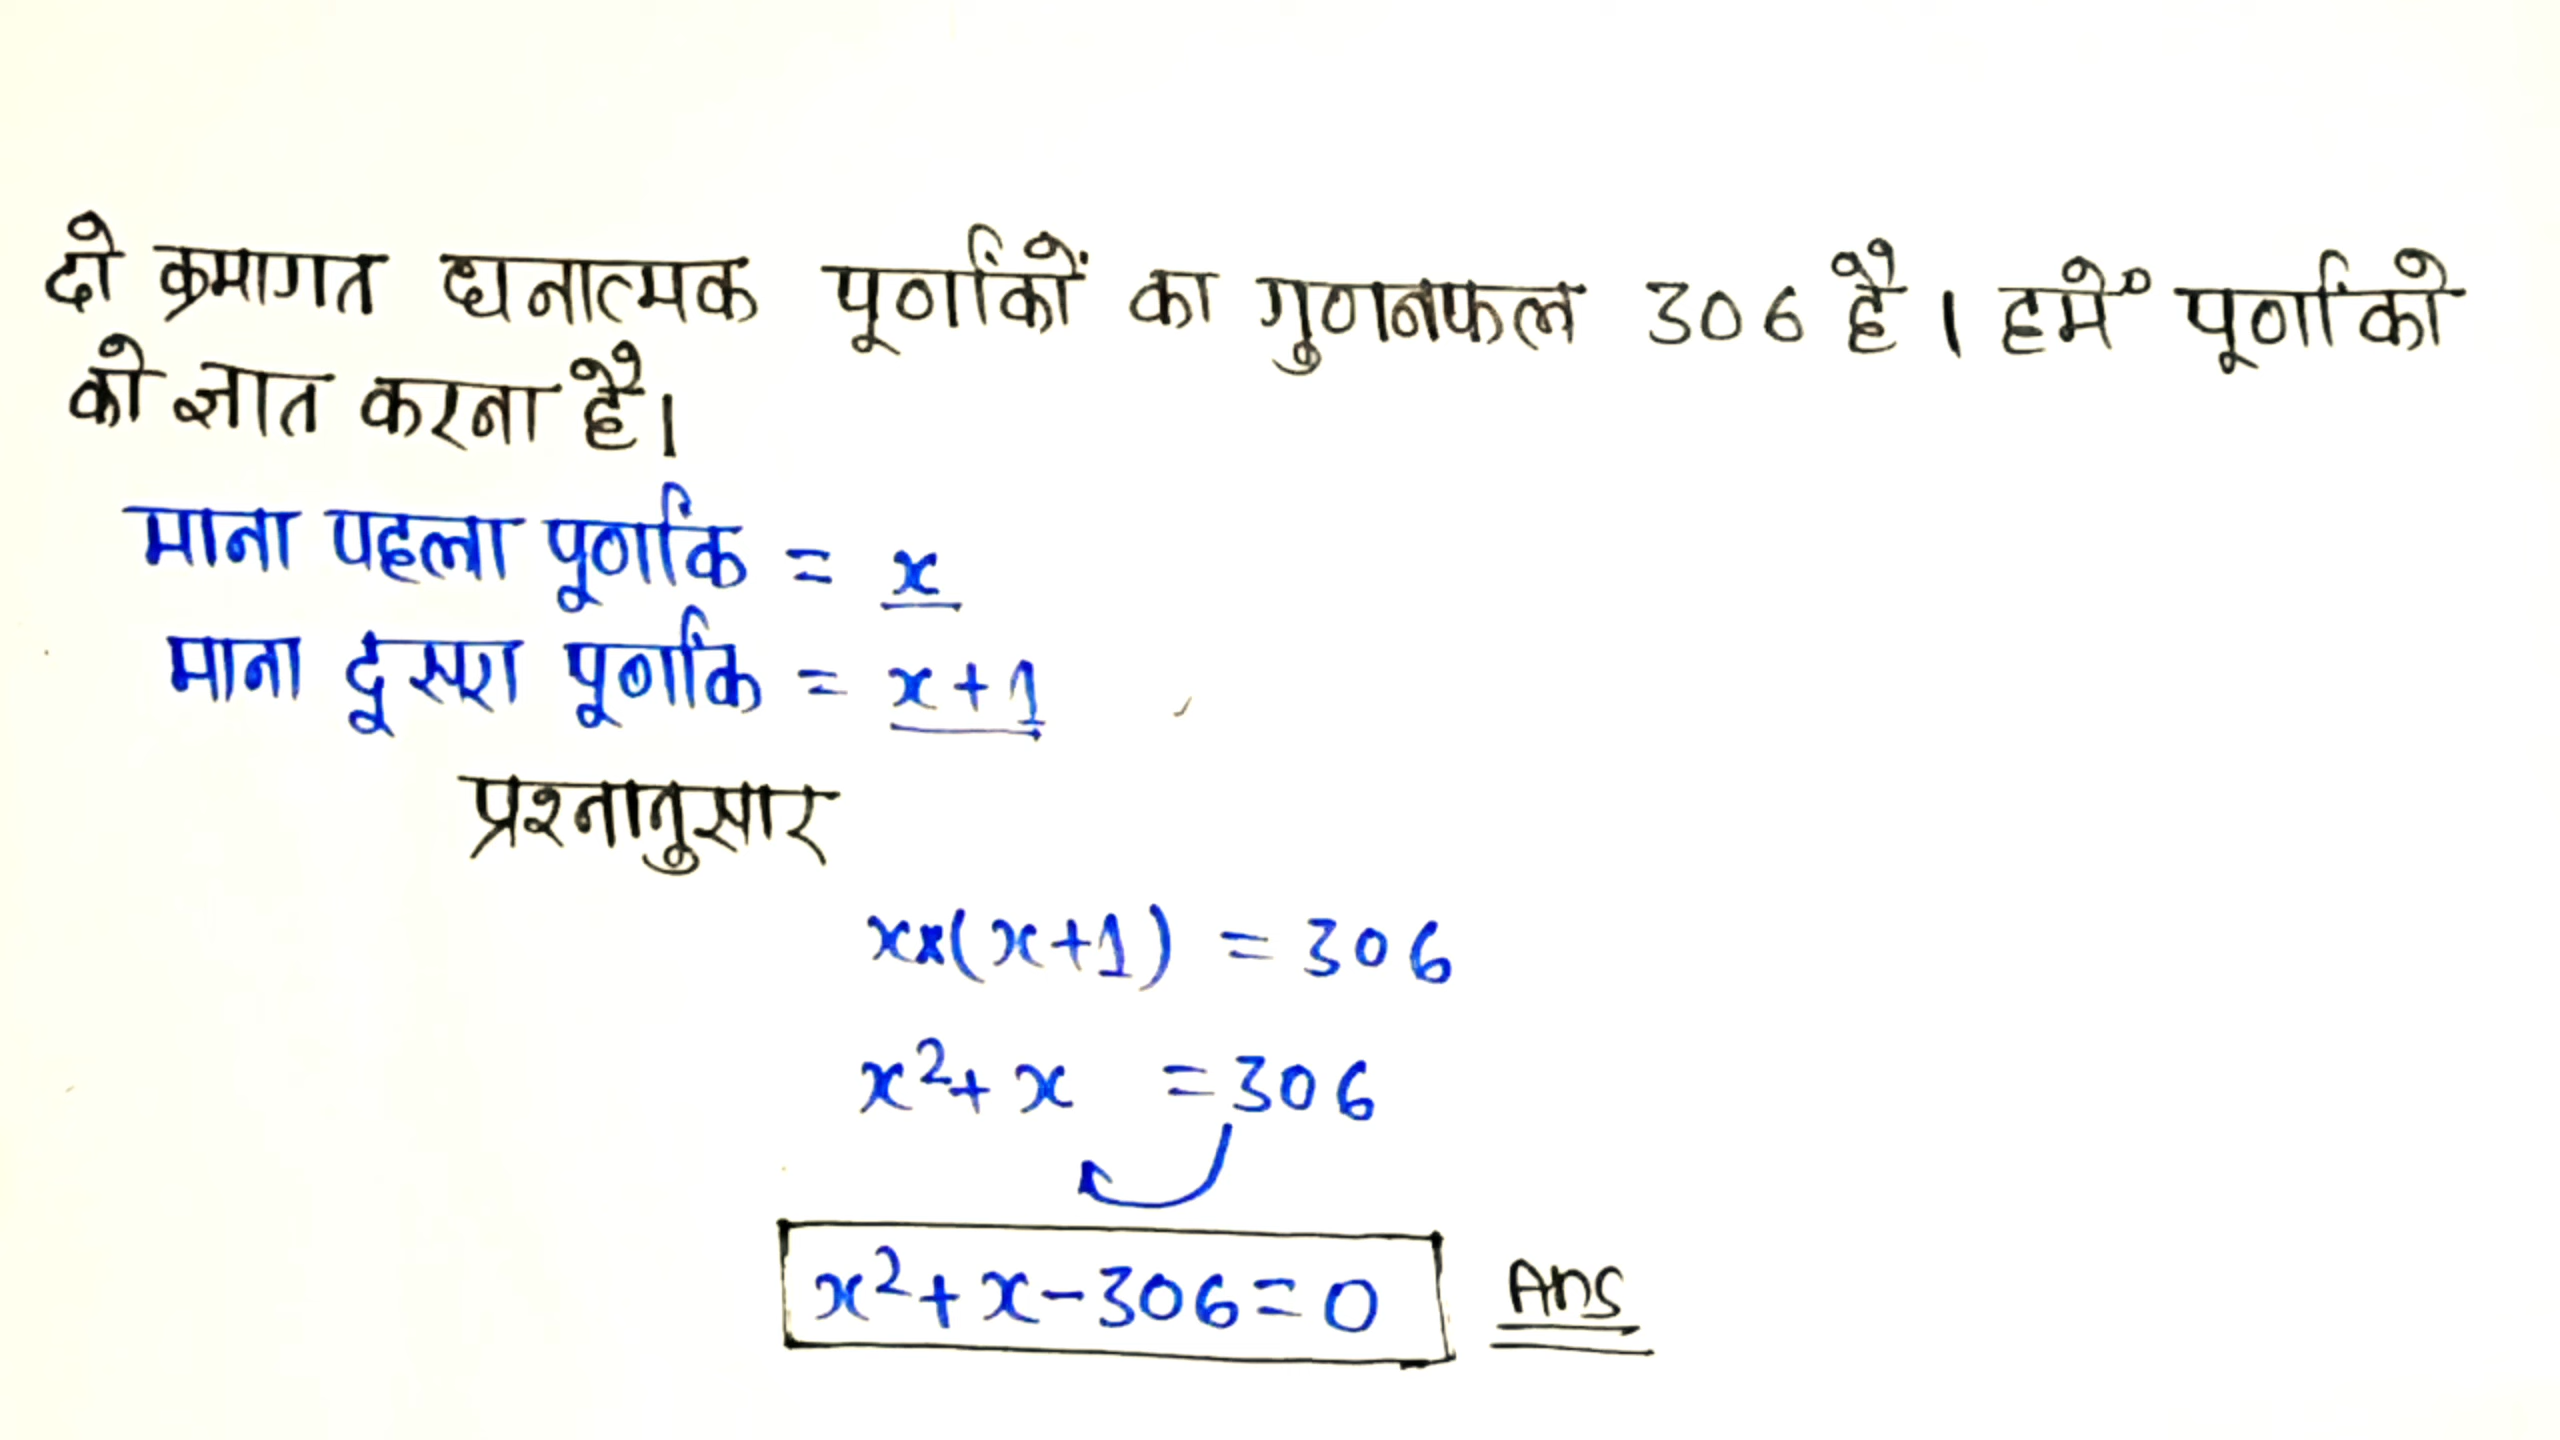 दो क्रमागत धनात्मक पूर्णांकों का गुणनफल 306 है । हमें पूर्णांको
को ज्ञात करना है।
माना पहला पूर्णांक = x
माना दूसरा पूर्णांक = x+1
प्रश्नानुसार
x×(x+1) = 306
x²+x = 306
x²+x-306=0 Ans